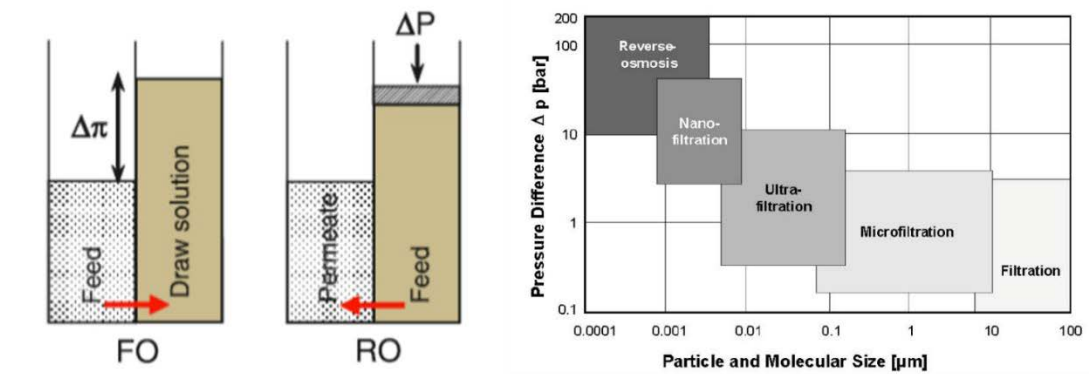 Δπ
Feed
Draw solution
FO
ΔP
Permeate
Feed
RO
Pressure Difference Δ p [bar]
200
100
10
1
0.1
Reverse-
osmosis
Nano-
filtration
Ultra-
filtration
Microfiltration
Filtration
0.0001 0.001 0.01 0.1 1 10 100
Particle and Molecular Size [µm]